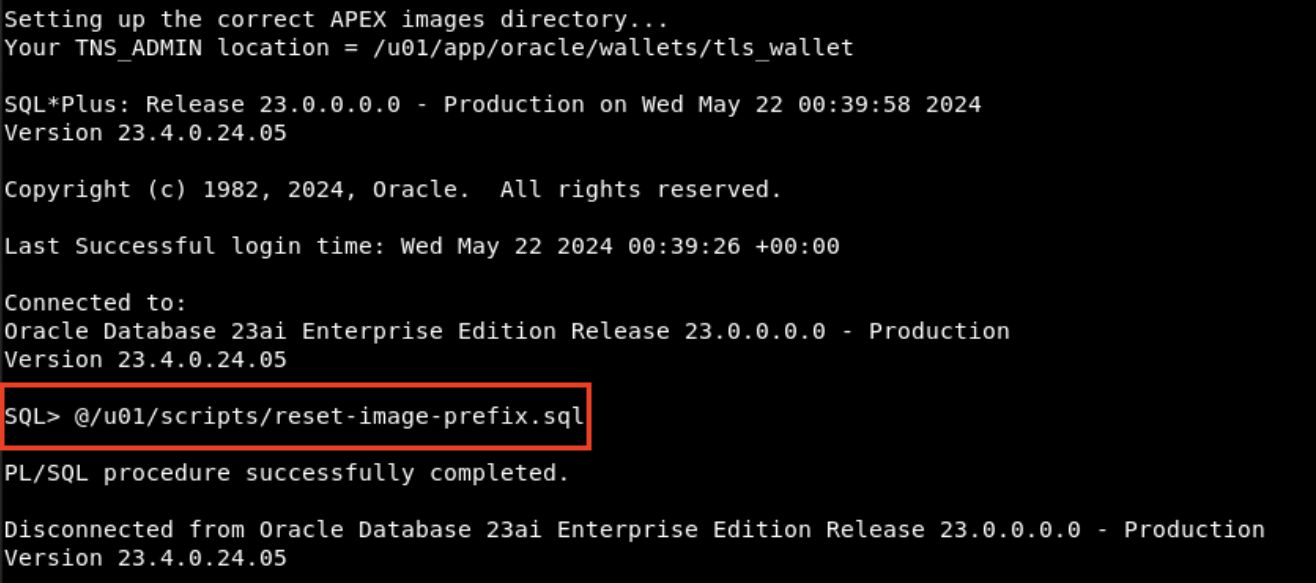 Setting up the correct APEX images directory...
Your TNS_ADMIN location = /u01/app/oracle/wallets/tls_wallet
SQL*Plus: Release 23.0.0.0.0 - Production on Wed May 22 00:39:58 2024
Version 23.4.0.24.05
Copyright (c) 1982, 2024, Oracle.  All rights reserved.
Last Successful login time: Wed May 22 2024 00:39:26 +00:00
Connected to:
Oracle Database 23ai Enterprise Edition Release 23.0.0.0.0 - Production
Version 23.4.0.24.05
SQL> @/u01/scripts/reset-image-prefix.sql
PL/SQL procedure successfully completed.
Disconnected from Oracle Database 23ai Enterprise Edition Release 23.0.0.0.0 - Production
Version 23.4.0.24.05